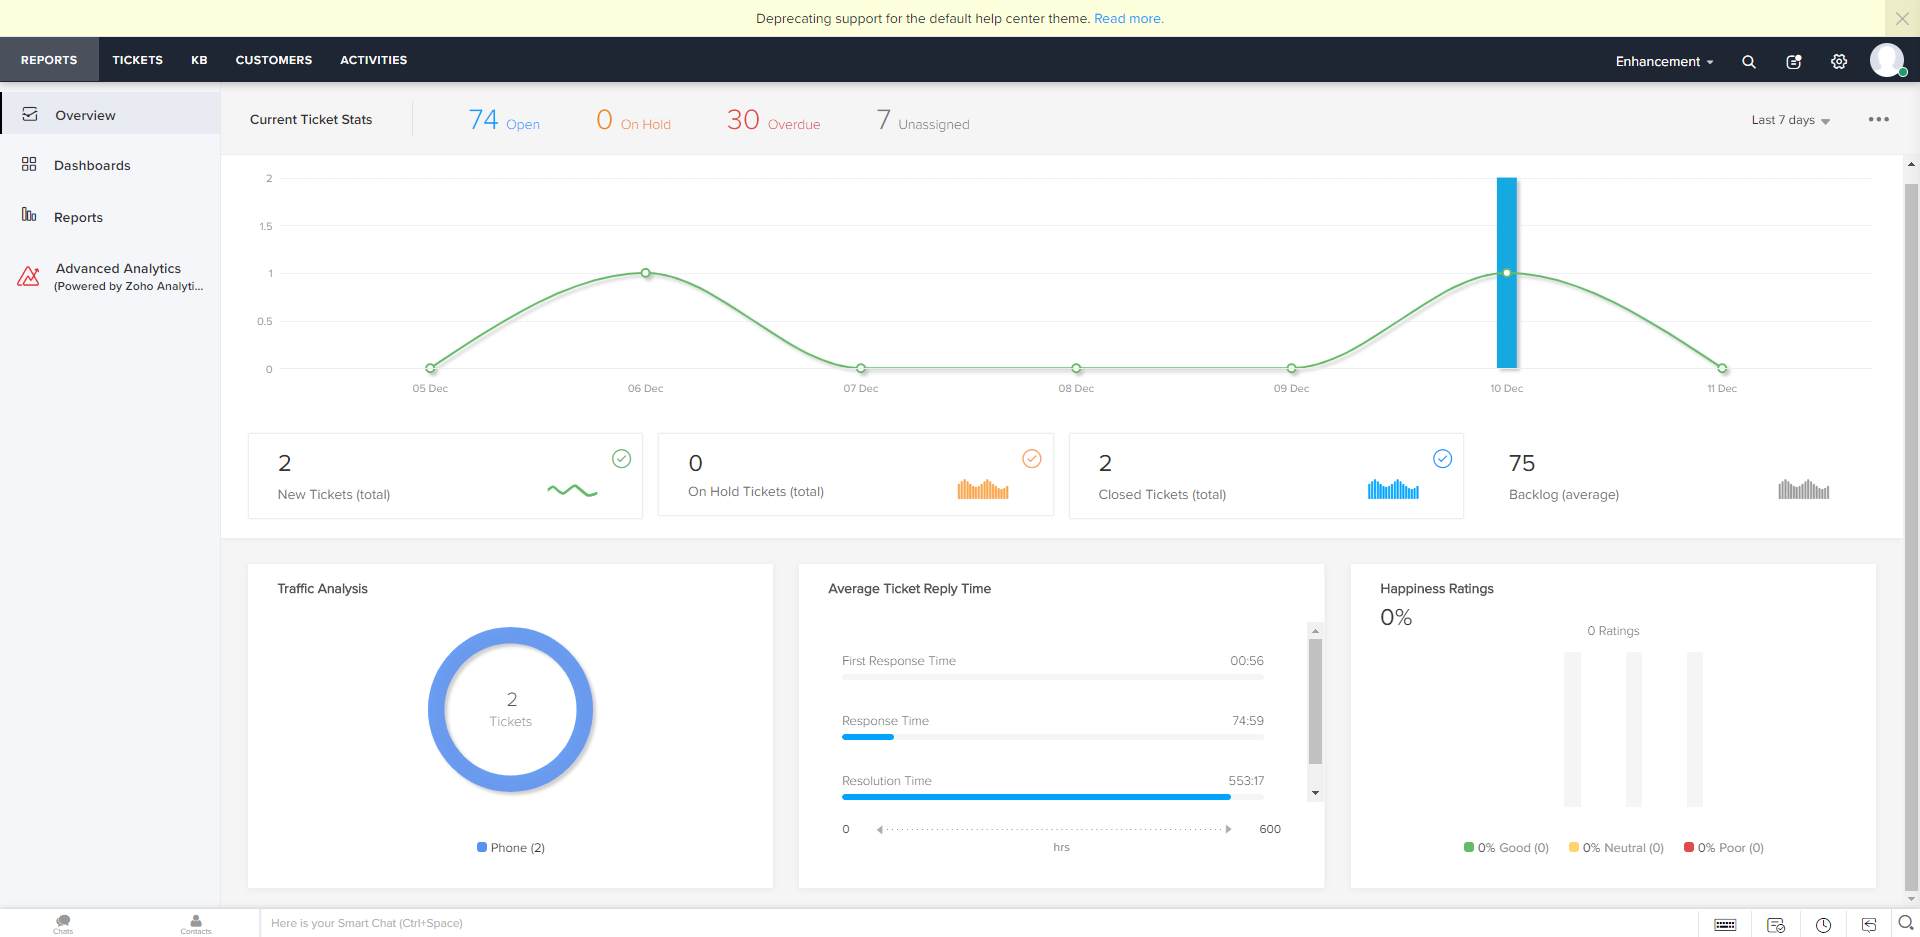 Deprecating support for the default help center theme. Read more.
REPORTS TICKETS KB CUSTOMERS ACTIVITIES Enhancement
Overview
Dashboards
Reports
Advanced Analytics
(Powered by Zoho Analyti...
Current Ticket Stats 74 Open 0 On Hold 30 Overdue 7 Unassigned Last 7 days
2
1.5
1
0.5
0
05 Dec 06 Dec 07 Dec 08 Dec 09 Dec 10 Dec 11 Dec
2
New Tickets (total)
0
On Hold Tickets (total)
2
Closed Tickets (total)
75
Backlog (average)
Traffic Analysis
2
Tickets
Phone (2)
Average Ticket Reply Time
First Response Time 00:56
Response Time 74:59
Resolution Time 553:17
0 600
hrs
Happiness Ratings
0%
0 Ratings
0% Good (0) 0% Neutral (0) 0% Poor (0)
Chats Contacts Here is your Smart Chat (Ctrl+Space)